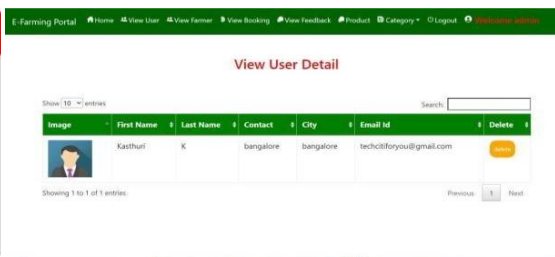 E-Farming Portal Home View User View Farmer View Booking View Feedback Product Category Logout Welcome admin
View User Detail
Show 10 entries Search:
Image First Name Last Name Contact City Email Id Delete
Kasthuri K bangalore bangalore techcitiforyou@gmail.com delete
Showing 1 to 1 of 1 entries Previous 1 Next